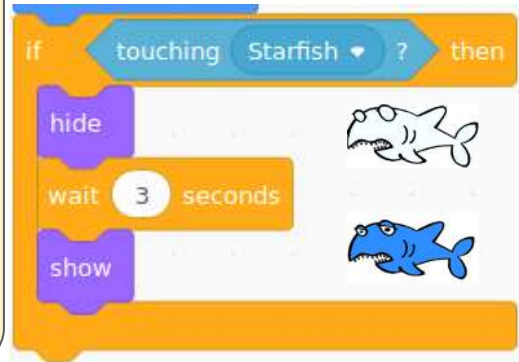 if touching Starfish ? then
hide
wait 3 seconds
show